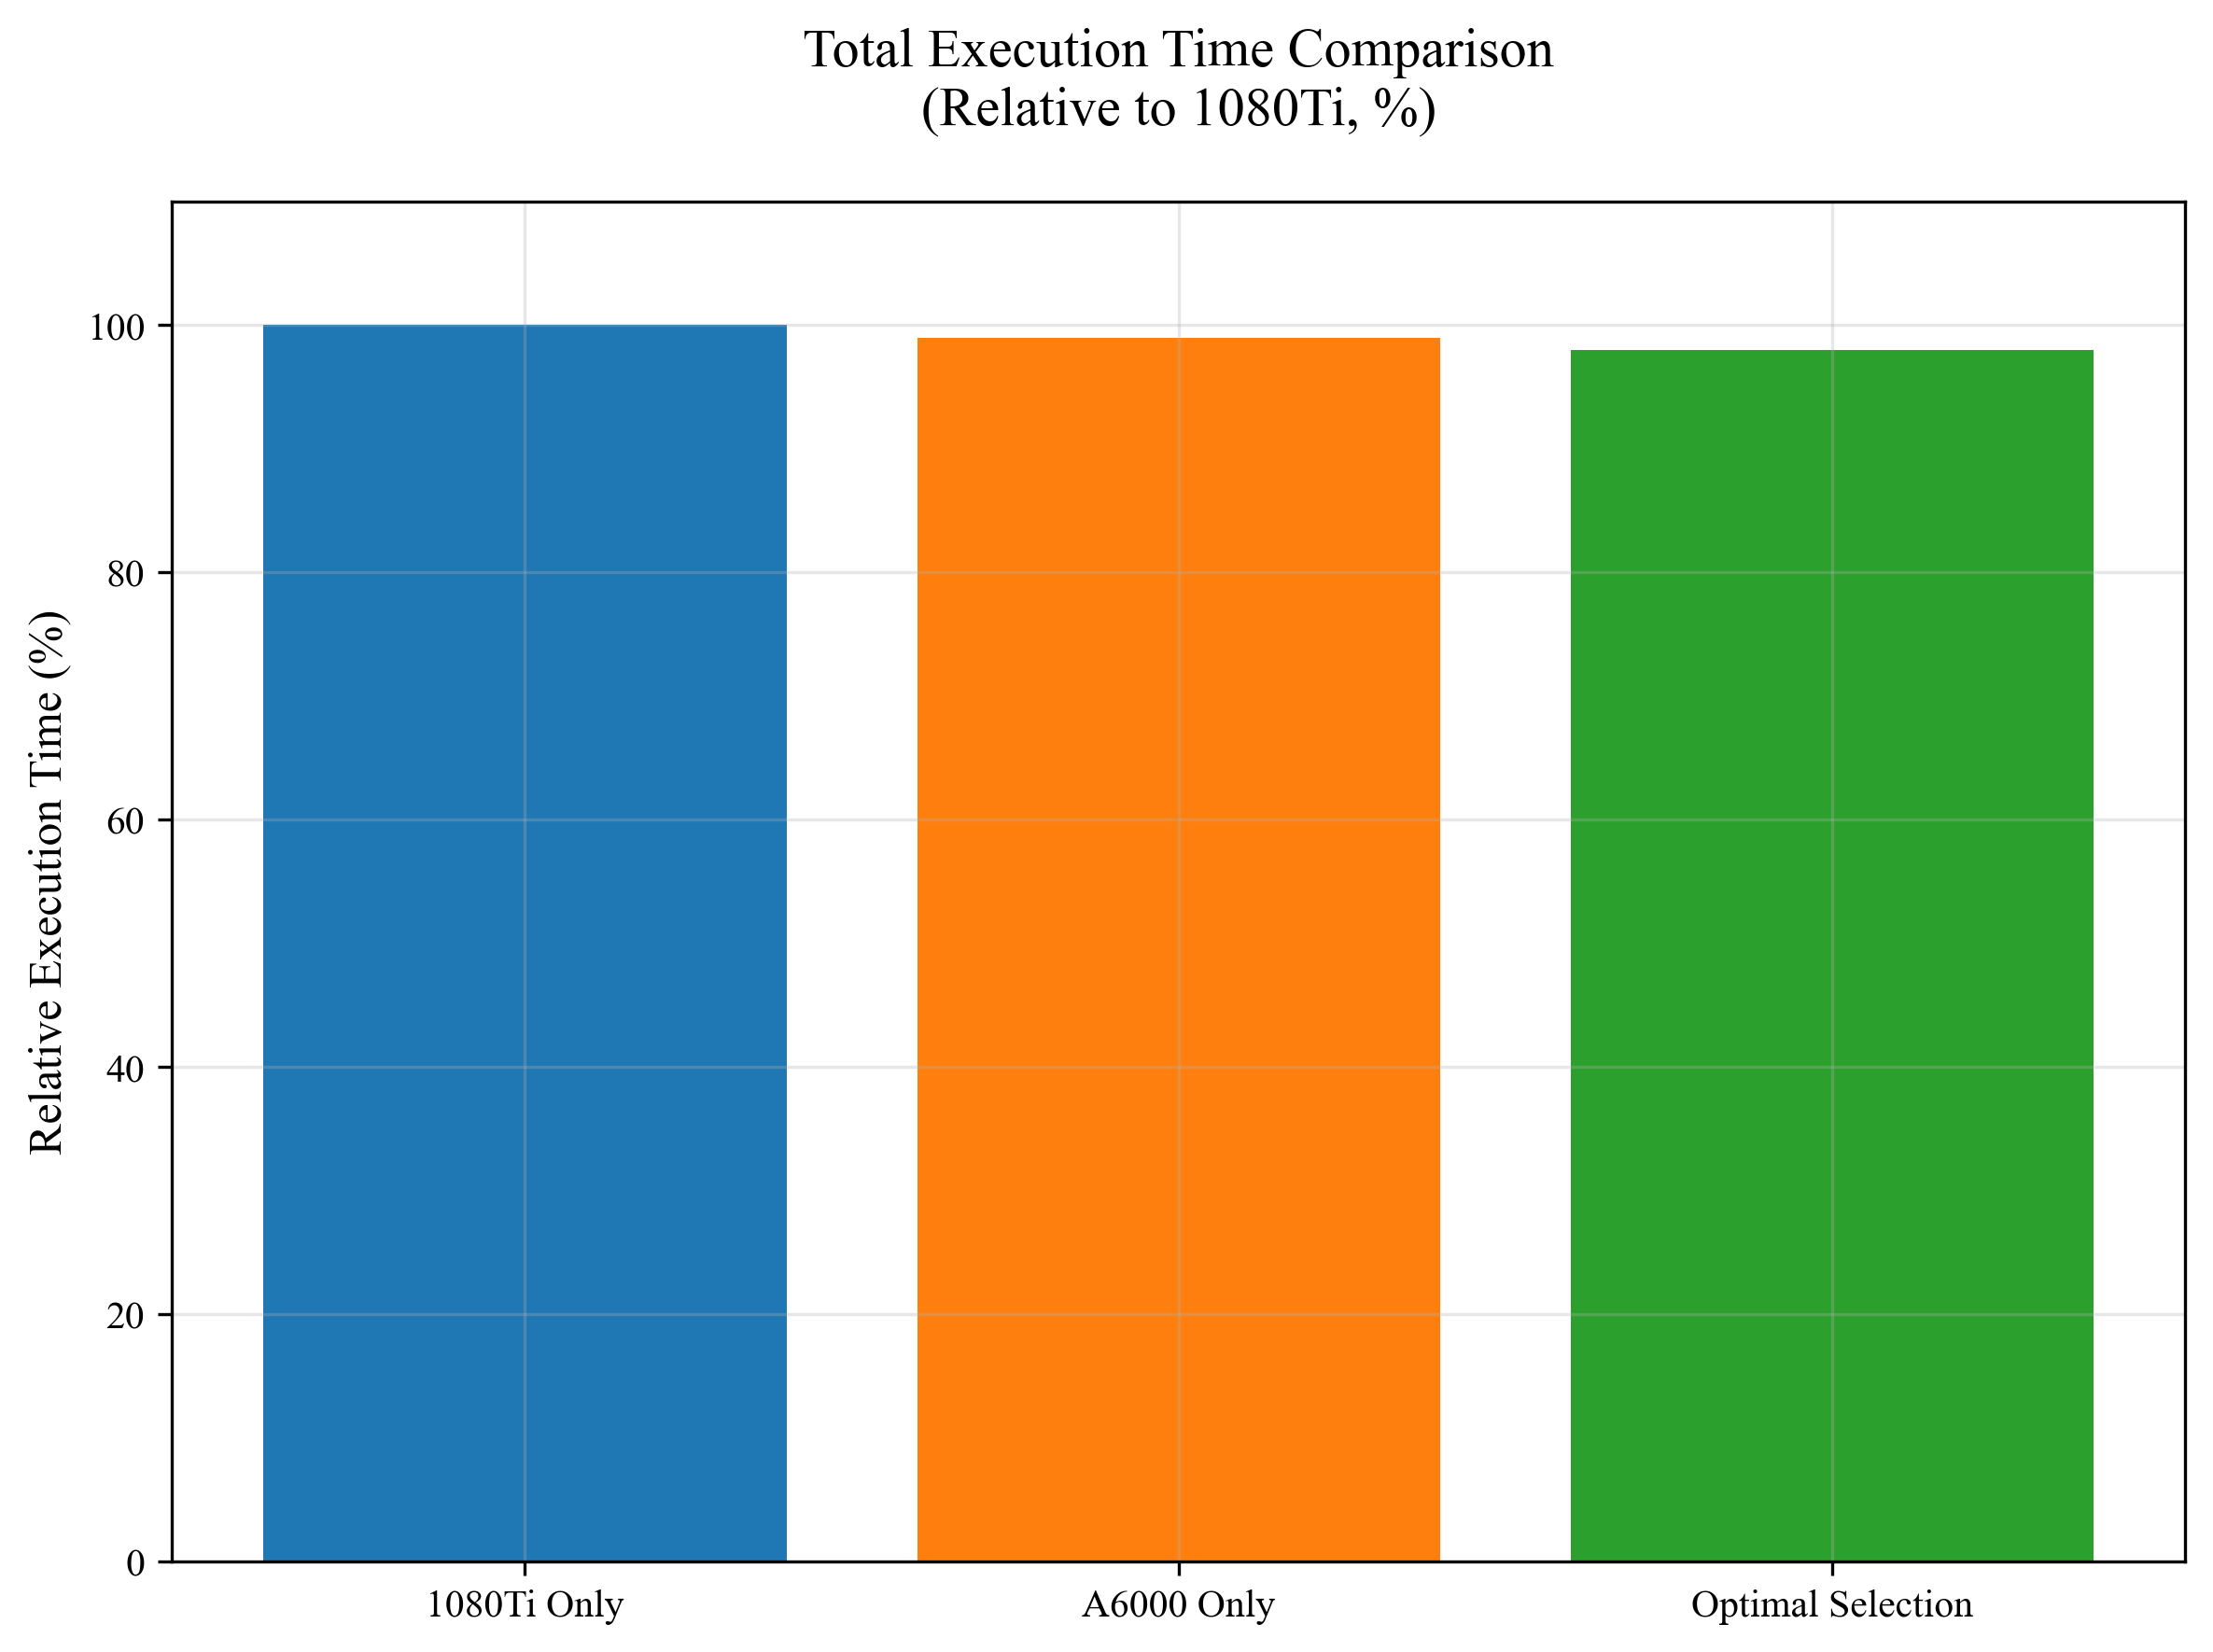 Total Execution Time Comparison
(Relative to 1080Ti, %)
Relative Execution Time (%)
100
80
60
40
20
0
1080Ti Only
A6000 Only
Optimal Selection